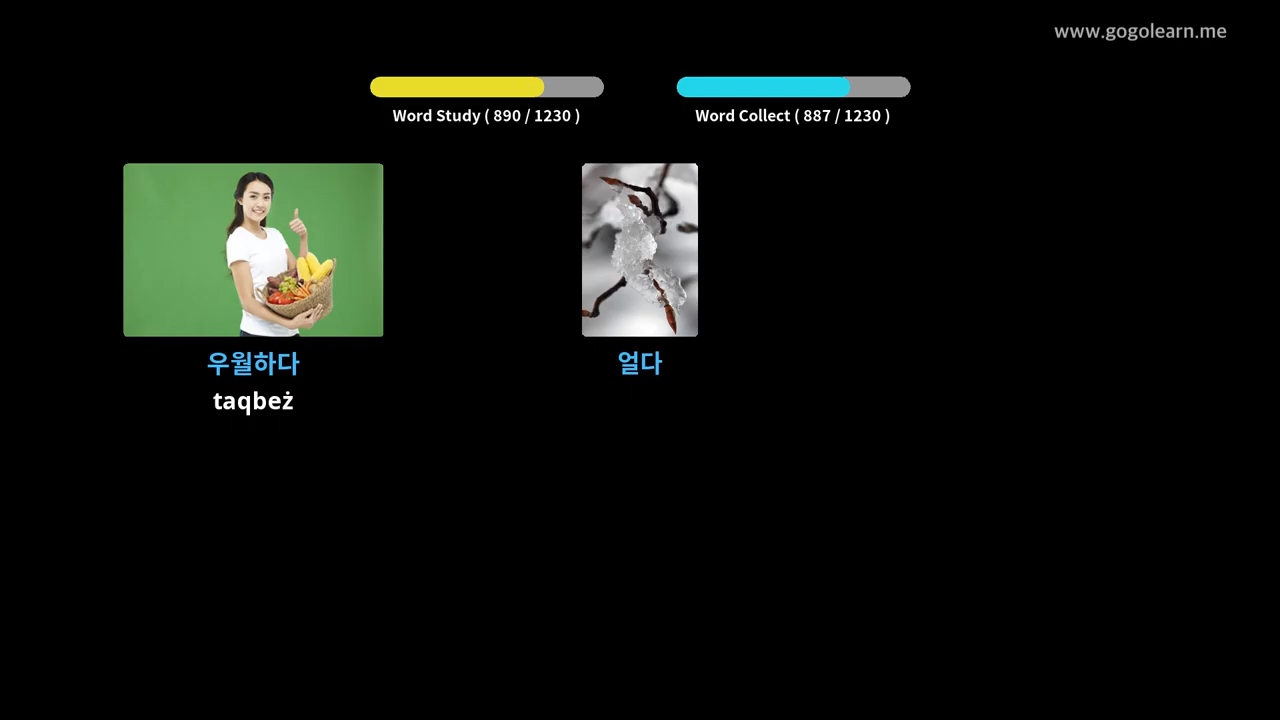 www.gogolearn.me
Word Study ( 890 / 1230 )
Word Collect ( 887 / 1230 )
우월하다
taqbeż
얼다